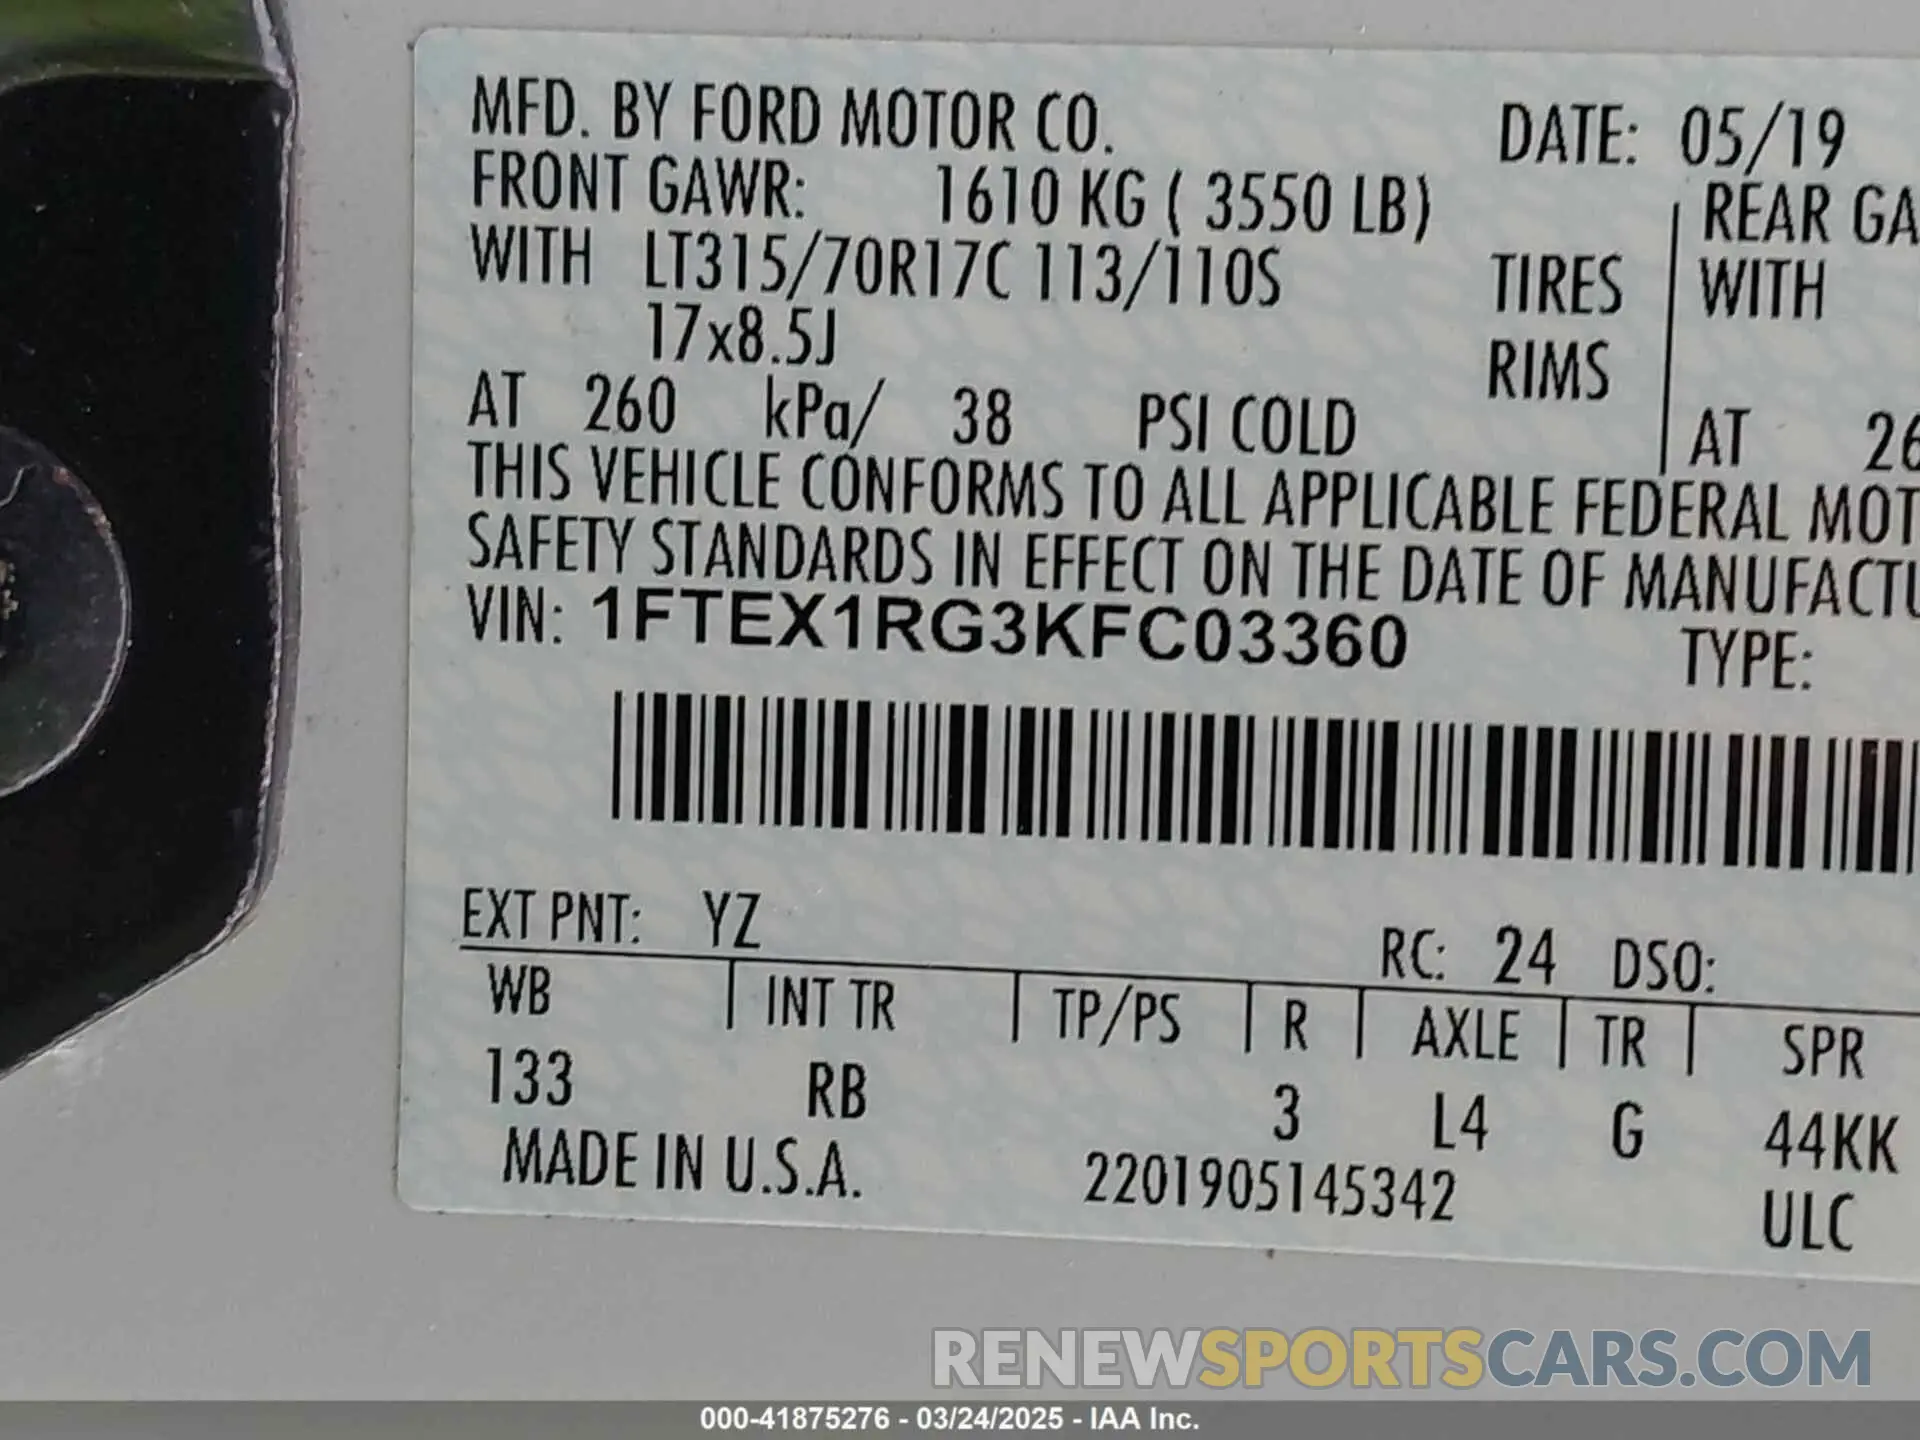 MFD. BY FORD MOTOR CO. DATE: 05/19
FRONT GAWR: 1610 KG ( 3550 LB) REAR GA
WITH LT315/70R17C 113/110S TIRES WITH
17x8.5J RIMS
AT 260 kPa/ 38 PSI COLD AT 26
THIS VEHICLE CONFORMS TO ALL APPLICABLE FEDERAL MOT
SAFETY STANDARDS IN EFFECT ON THE DATE OF MANUFACTU
VIN: 1FTEX1RG3KFC03360 TYPE:
EXT PNT: YZ RC: 24 DSO:
WB INT TR TP/PS R AXLE TR SPR
133 RB 3 L4 G 44KK
MADE IN U.S.A. 2201905145342 ULC
RENEWSPORTSCARS.COM
000-41875276 - 03/24/2025 - IAA Inc.